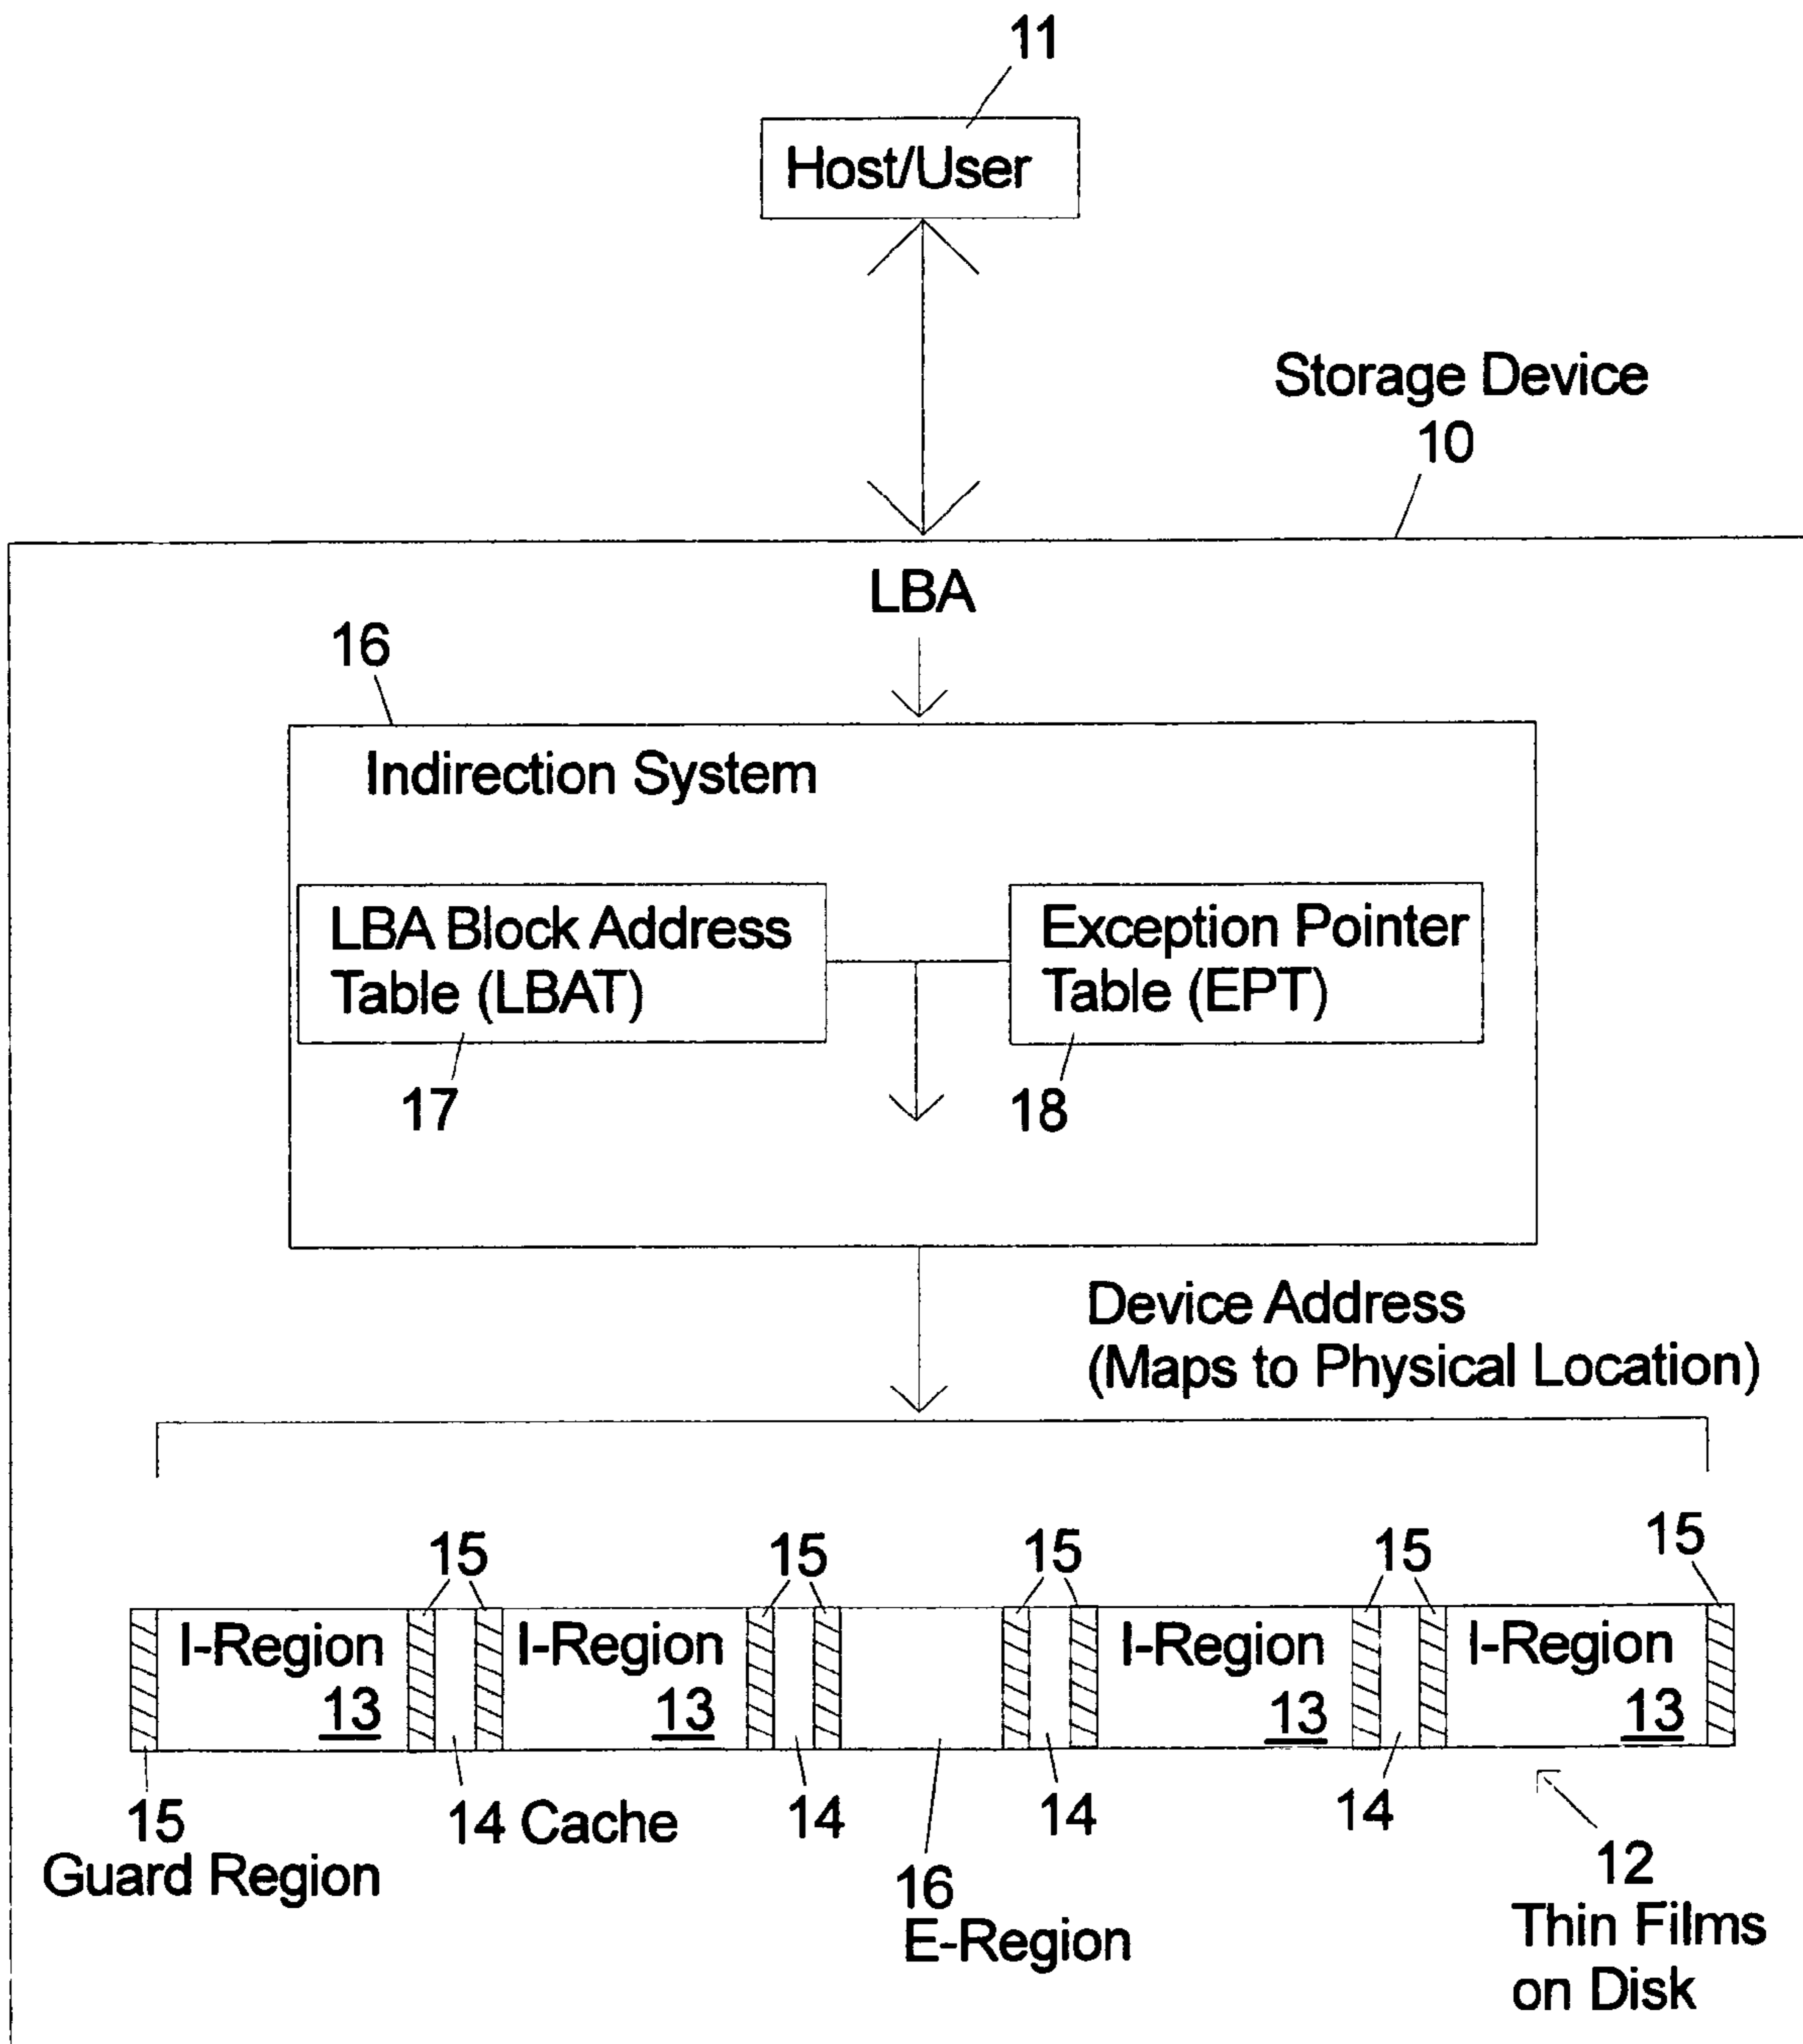 11
Host/User
Storage Device
10
LBA
16
Indirection System
LBA Block Address
Table (LBAT)
Exception Pointer
Table (EPT)
17
18
Device Address
(Maps to Physical Location)
15
15
15
15
15
I-Region
13
I-Region
13
I-Region
13
I-Region
13
15
Guard Region
14 Cache
14
16
E-Region
14
14
12
Thin Films
on Disk